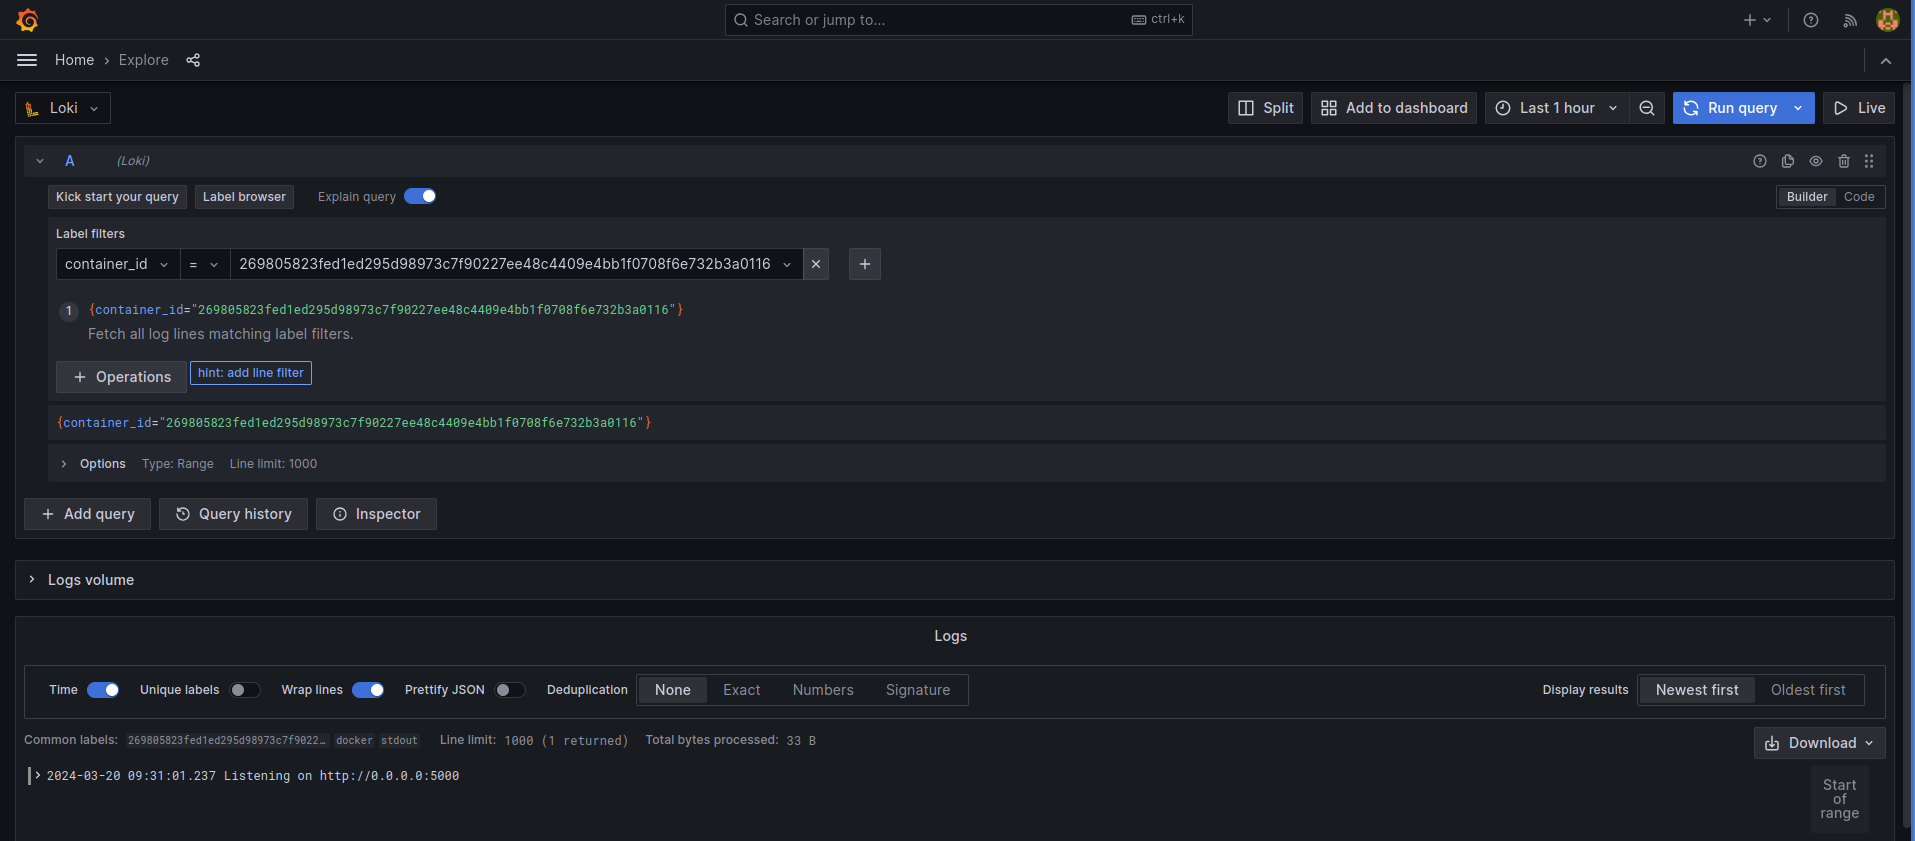 Search or jump to... ctrl+k
Home › Explore
Loki Split Add to dashboard Last 1 hour Run query Live
A (Loki)
Kick start your query Label browser Explain query Builder Code
Label filters
container_id = 269805823fed1ed295d98973c7f90227ee48c4409e4bb1f0708f6e732b3a0116
1 {container_id="269805823fed1ed295d98973c7f90227ee48c4409e4bb1f0708f6e732b3a0116"}
Fetch all log lines matching label filters.
+ Operations hint: add line filter
{container_id="269805823fed1ed295d98973c7f90227ee48c4409e4bb1f0708f6e732b3a0116"}
Options Type: Range Line limit: 1000
+ Add query Query history Inspector
Logs volume
Logs
Time Unique labels Wrap lines Prettify JSON Deduplication None Exact Numbers Signature Display results Newest first Oldest first
Common labels: 269805823fed1ed295d98973c7f9022… docker stdout Line limit: 1000 (1 returned) Total bytes processed: 33 B Download
2024-03-20 09:31:01.237 Listening on http://0.0.0.0:5000
Start
of
range